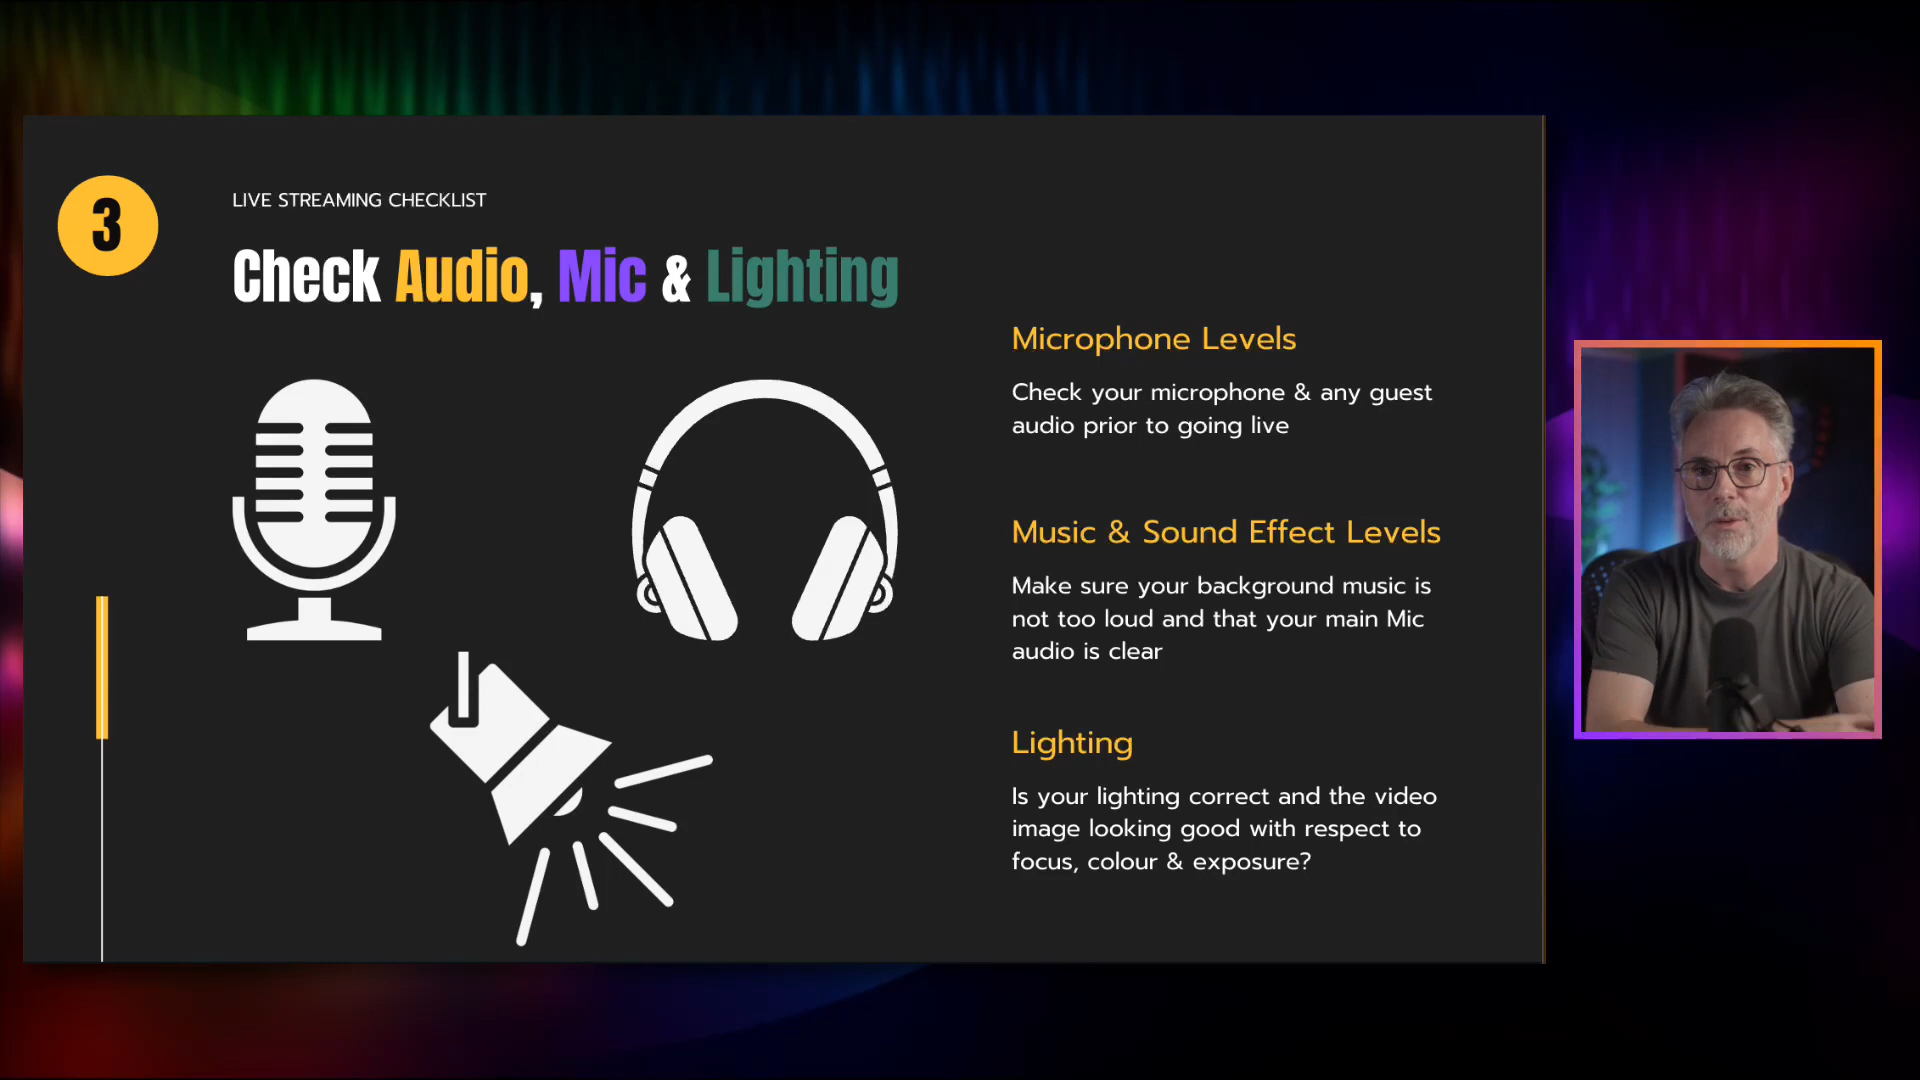 3
LIVE STREAMING CHECKLIST
Check Audio, Mic & Lighting
Microphone Levels
Check your microphone & any guest
audio prior to going live
Music & Sound Effect Levels
Make sure your background music is
not too loud and that your main Mic
audio is clear
Lighting
Is your lighting correct and the video
image looking good with respect to
focus, colour & exposure?